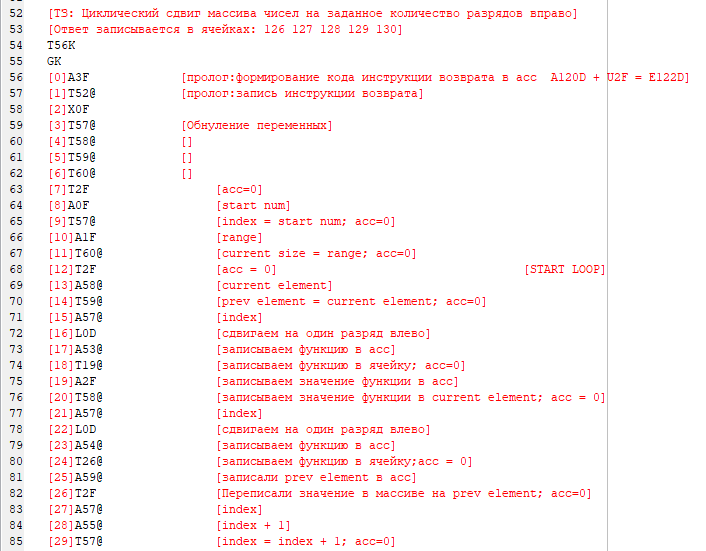 52 [ТЗ: Циклический сдвиг массива чисел на заданное количество разрядов вправо]
53 [Ответ записывается в ячейках: 126 127 128 129 130]
54 T56K
55 GK
56 [0]A3F [пролог:формирование кода инструкции возврата в acc A120D + U2F = E122D]
57 [1]T52@ [пролог:запись инструкции возврата]
58 [2]X0F
59 [3]T57@ [Обнуление переменных]
60 [4]T58@ []
61 [5]T59@ []
62 [6]T60@ []
63 [7]T2F [acc=0]
64 [8]A0F [start num]
65 [9]T57@ [index = start num; acc=0]
66 [10]A1F [range]
67 [11]T60@ [current size = range; acc=0]
68 [12]T2F [acc = 0] [START LOOP]
69 [13]A58@ [current element]
70 [14]T59@ [prev element = current element; acc=0]
71 [15]A57@ [index]
72 [16]L0D [сдвигаем на один разряд влево]
73 [17]A53@ [записываем функцию в acc]
74 [18]T19@ [записываем функцию в ячейку; acc=0]
75 [19]A2F [записываем значение функции в acc]
76 [20]T58@ [записываем значение функции в current element; acc = 0]
77 [21]A57@ [index]
78 [22]L0D [сдвигаем на один разряд влево]
79 [23]A54@ [записываем функцию в acc]
80 [24]T26@ [записываем функцию в ячейку;acc = 0]
81 [25]A59@ [записали prev element в acc]
82 [26]T2F [Переписали значение в массиве на prev element; acc=0]
83 [27]A57@ [index]
84 [28]A55@ [index + 1]
85 [29]T57@ [index = index + 1; acc=0]